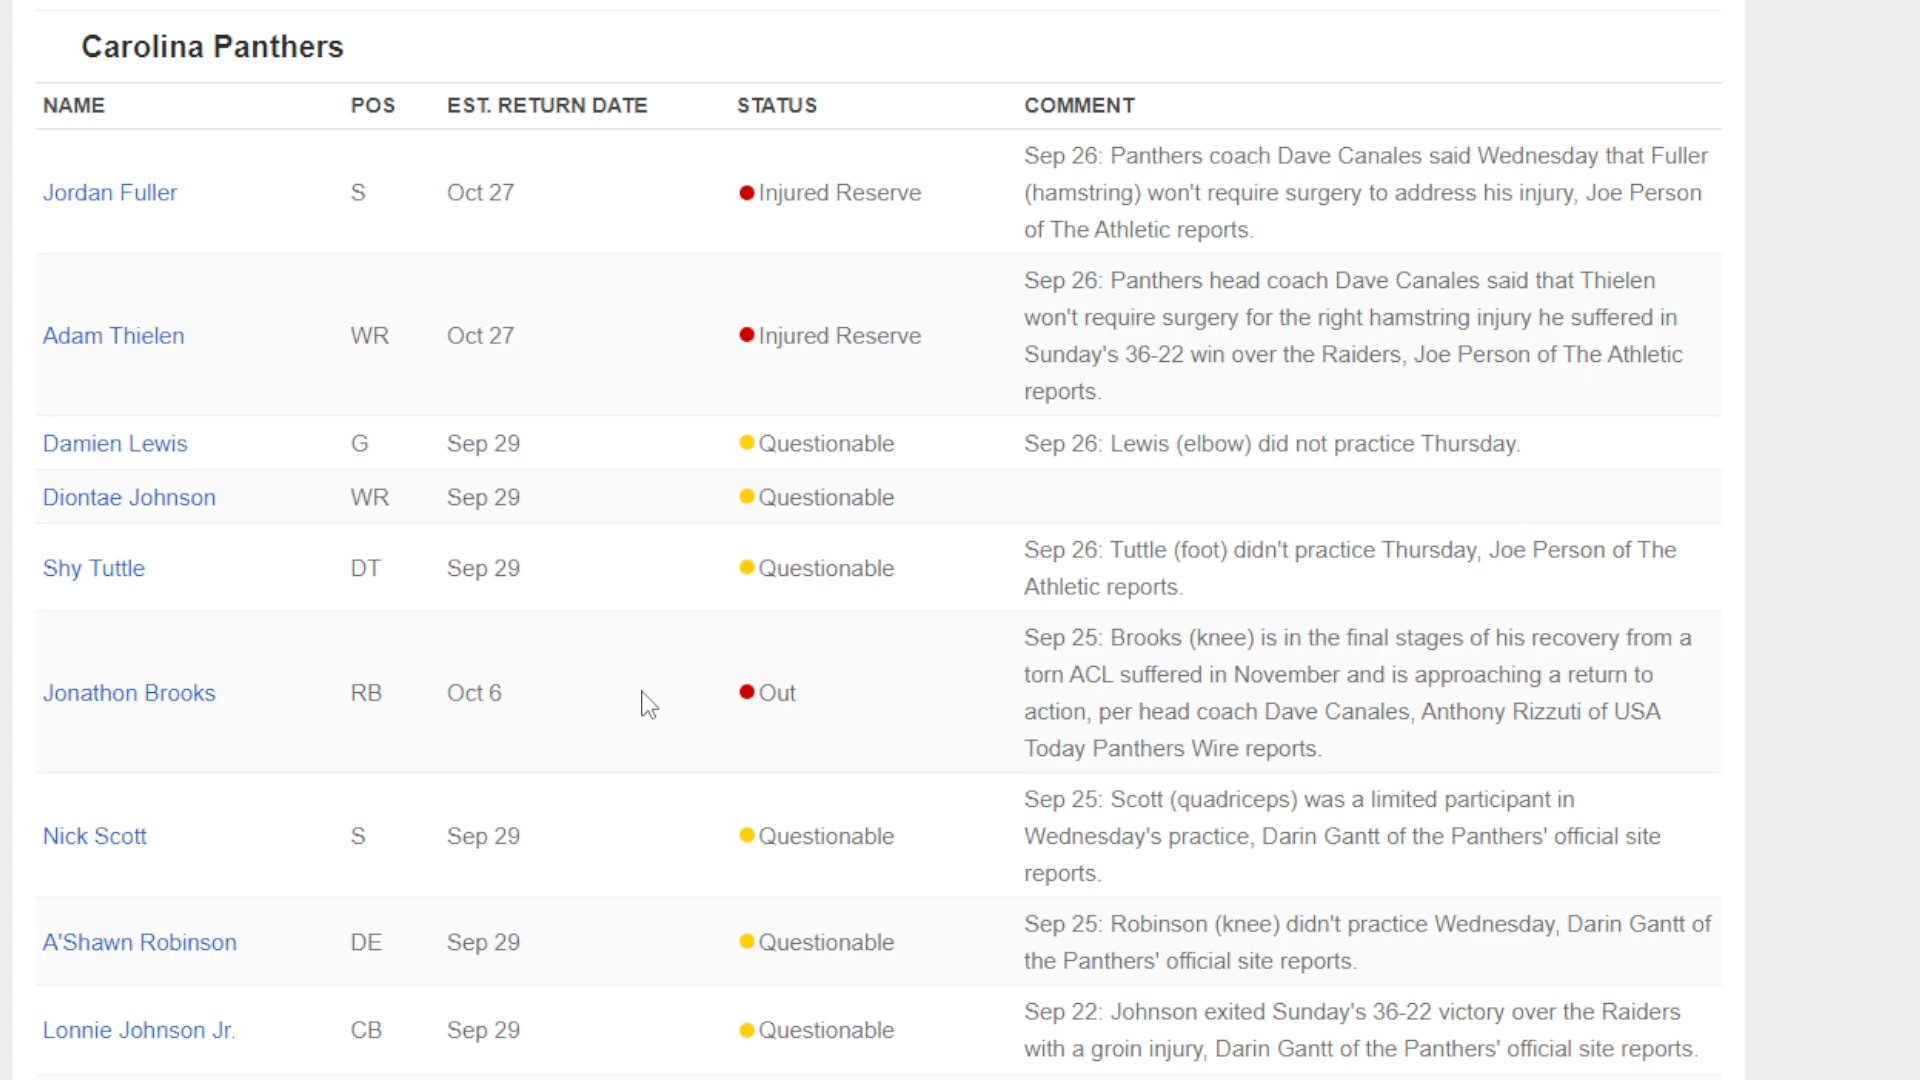 Carolina Panthers
NAME POS EST. RETURN DATE STATUS COMMENT
Jordan Fuller S Oct 27 Injured Reserve Sep 26: Panthers coach Dave Canales said Wednesday that Fuller
(hamstring) won't require surgery to address his injury, Joe Person
of The Athletic reports.
Adam Thielen WR Oct 27 Injured Reserve Sep 26: Panthers head coach Dave Canales said that Thielen
won't require surgery for the right hamstring injury he suffered in
Sunday's 36-22 win over the Raiders, Joe Person of The Athletic
reports.
Damien Lewis G Sep 29 Questionable Sep 26: Lewis (elbow) did not practice Thursday.
Diontae Johnson WR Sep 29 Questionable
Shy Tuttle DT Sep 29 Questionable Sep 26: Tuttle (foot) didn't practice Thursday, Joe Person of The
Athletic reports.
Jonathon Brooks RB Oct 6 Out Sep 25: Brooks (knee) is in the final stages of his recovery from a
torn ACL suffered in November and is approaching a return to
action, per head coach Dave Canales, Anthony Rizzuti of USA
Today Panthers Wire reports.
Nick Scott S Sep 29 Questionable Sep 25: Scott (quadriceps) was a limited participant in
Wednesday's practice, Darin Gantt of the Panthers' official site
reports.
A'Shawn Robinson DE Sep 29 Questionable Sep 25: Robinson (knee) didn't practice Wednesday, Darin Gantt of
the Panthers' official site reports.
Lonnie Johnson Jr. CB Sep 29 Questionable Sep 22: Johnson exited Sunday's 36-22 victory over the Raiders
with a groin injury, Darin Gantt of the Panthers' official site reports.